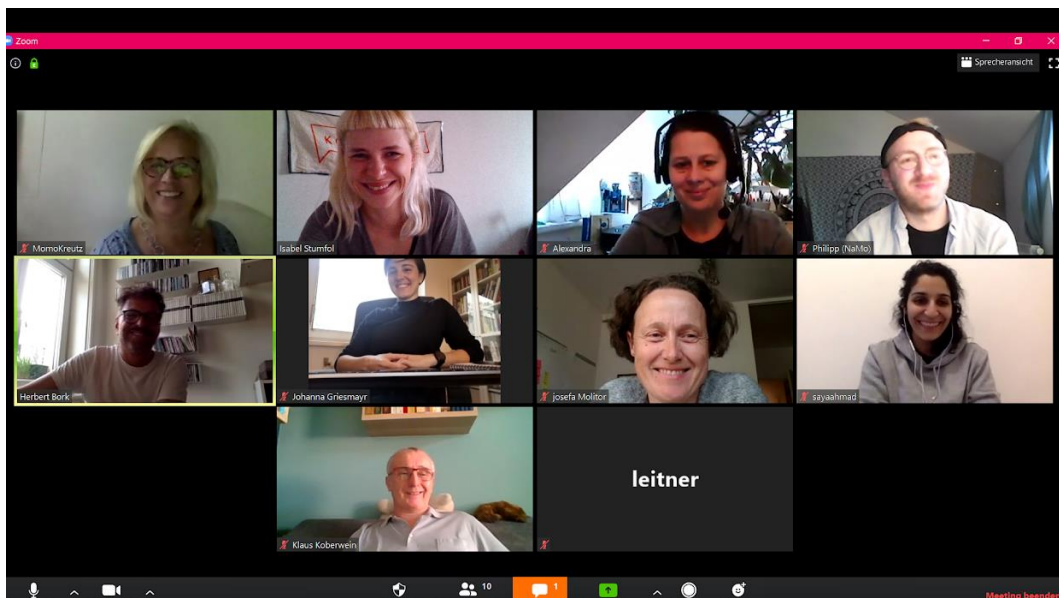 Zoom
Sprecheransicht
MomoKreutz
Isabel Stumfol
Alexandra
Philipp (NaMo)
Herbert Bork
Johanna Griesmayr
josefa Molitor
sayaahmad
Klaus Koberwein
leitner
10
1
Meeting beenden